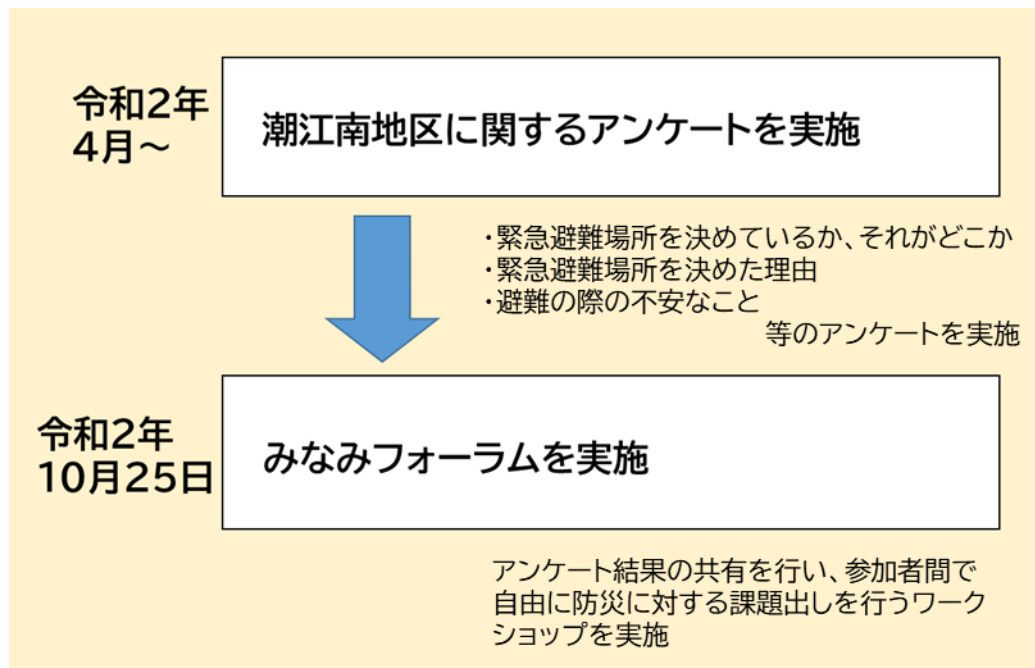 令和2年
4月~
潮江南地区に関するアンケートを実施
・緊急避難場所を決めているか、それがどこか
・緊急避難場所を決めた理由
・避難の際の不安なこと
等のアンケートを実施
令和2年
10月25日
みなみフォーラムを実施
アンケート結果の共有を行い、参加者間で
自由に防災に対する課題出しを行うワーク
ショップを実施